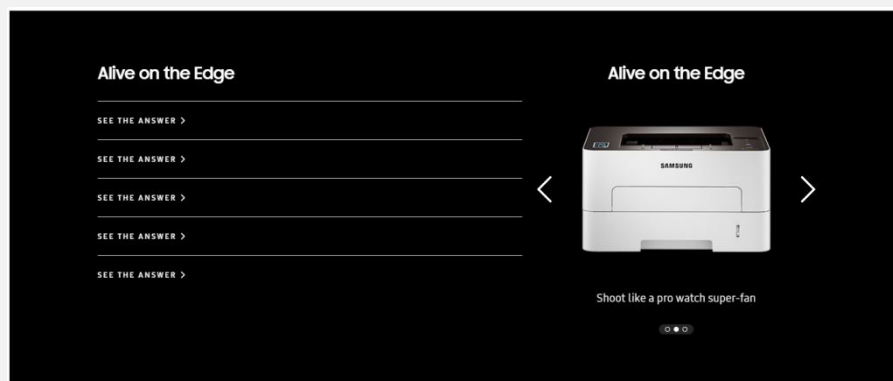 Alive on the Edge
SEE THE ANSWER >
SEE THE ANSWER >
SEE THE ANSWER >
SEE THE ANSWER >
SEE THE ANSWER >
Alive on the Edge
SAMSUNG
Shoot like a pro watch super-fan